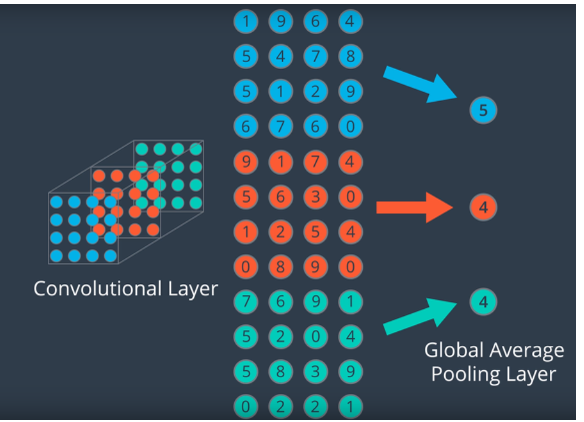 1 9 6 4
5 4 7 8
5 1 2 9
6 7 6 0
9 1 7 4
5 6 3 0
1 2 5 4
0 8 9 0
7 6 9 1
5 2 0 4
5 8 3 9
0 2 2 1
5
4
4
Convolutional Layer
Global Average
Pooling Layer